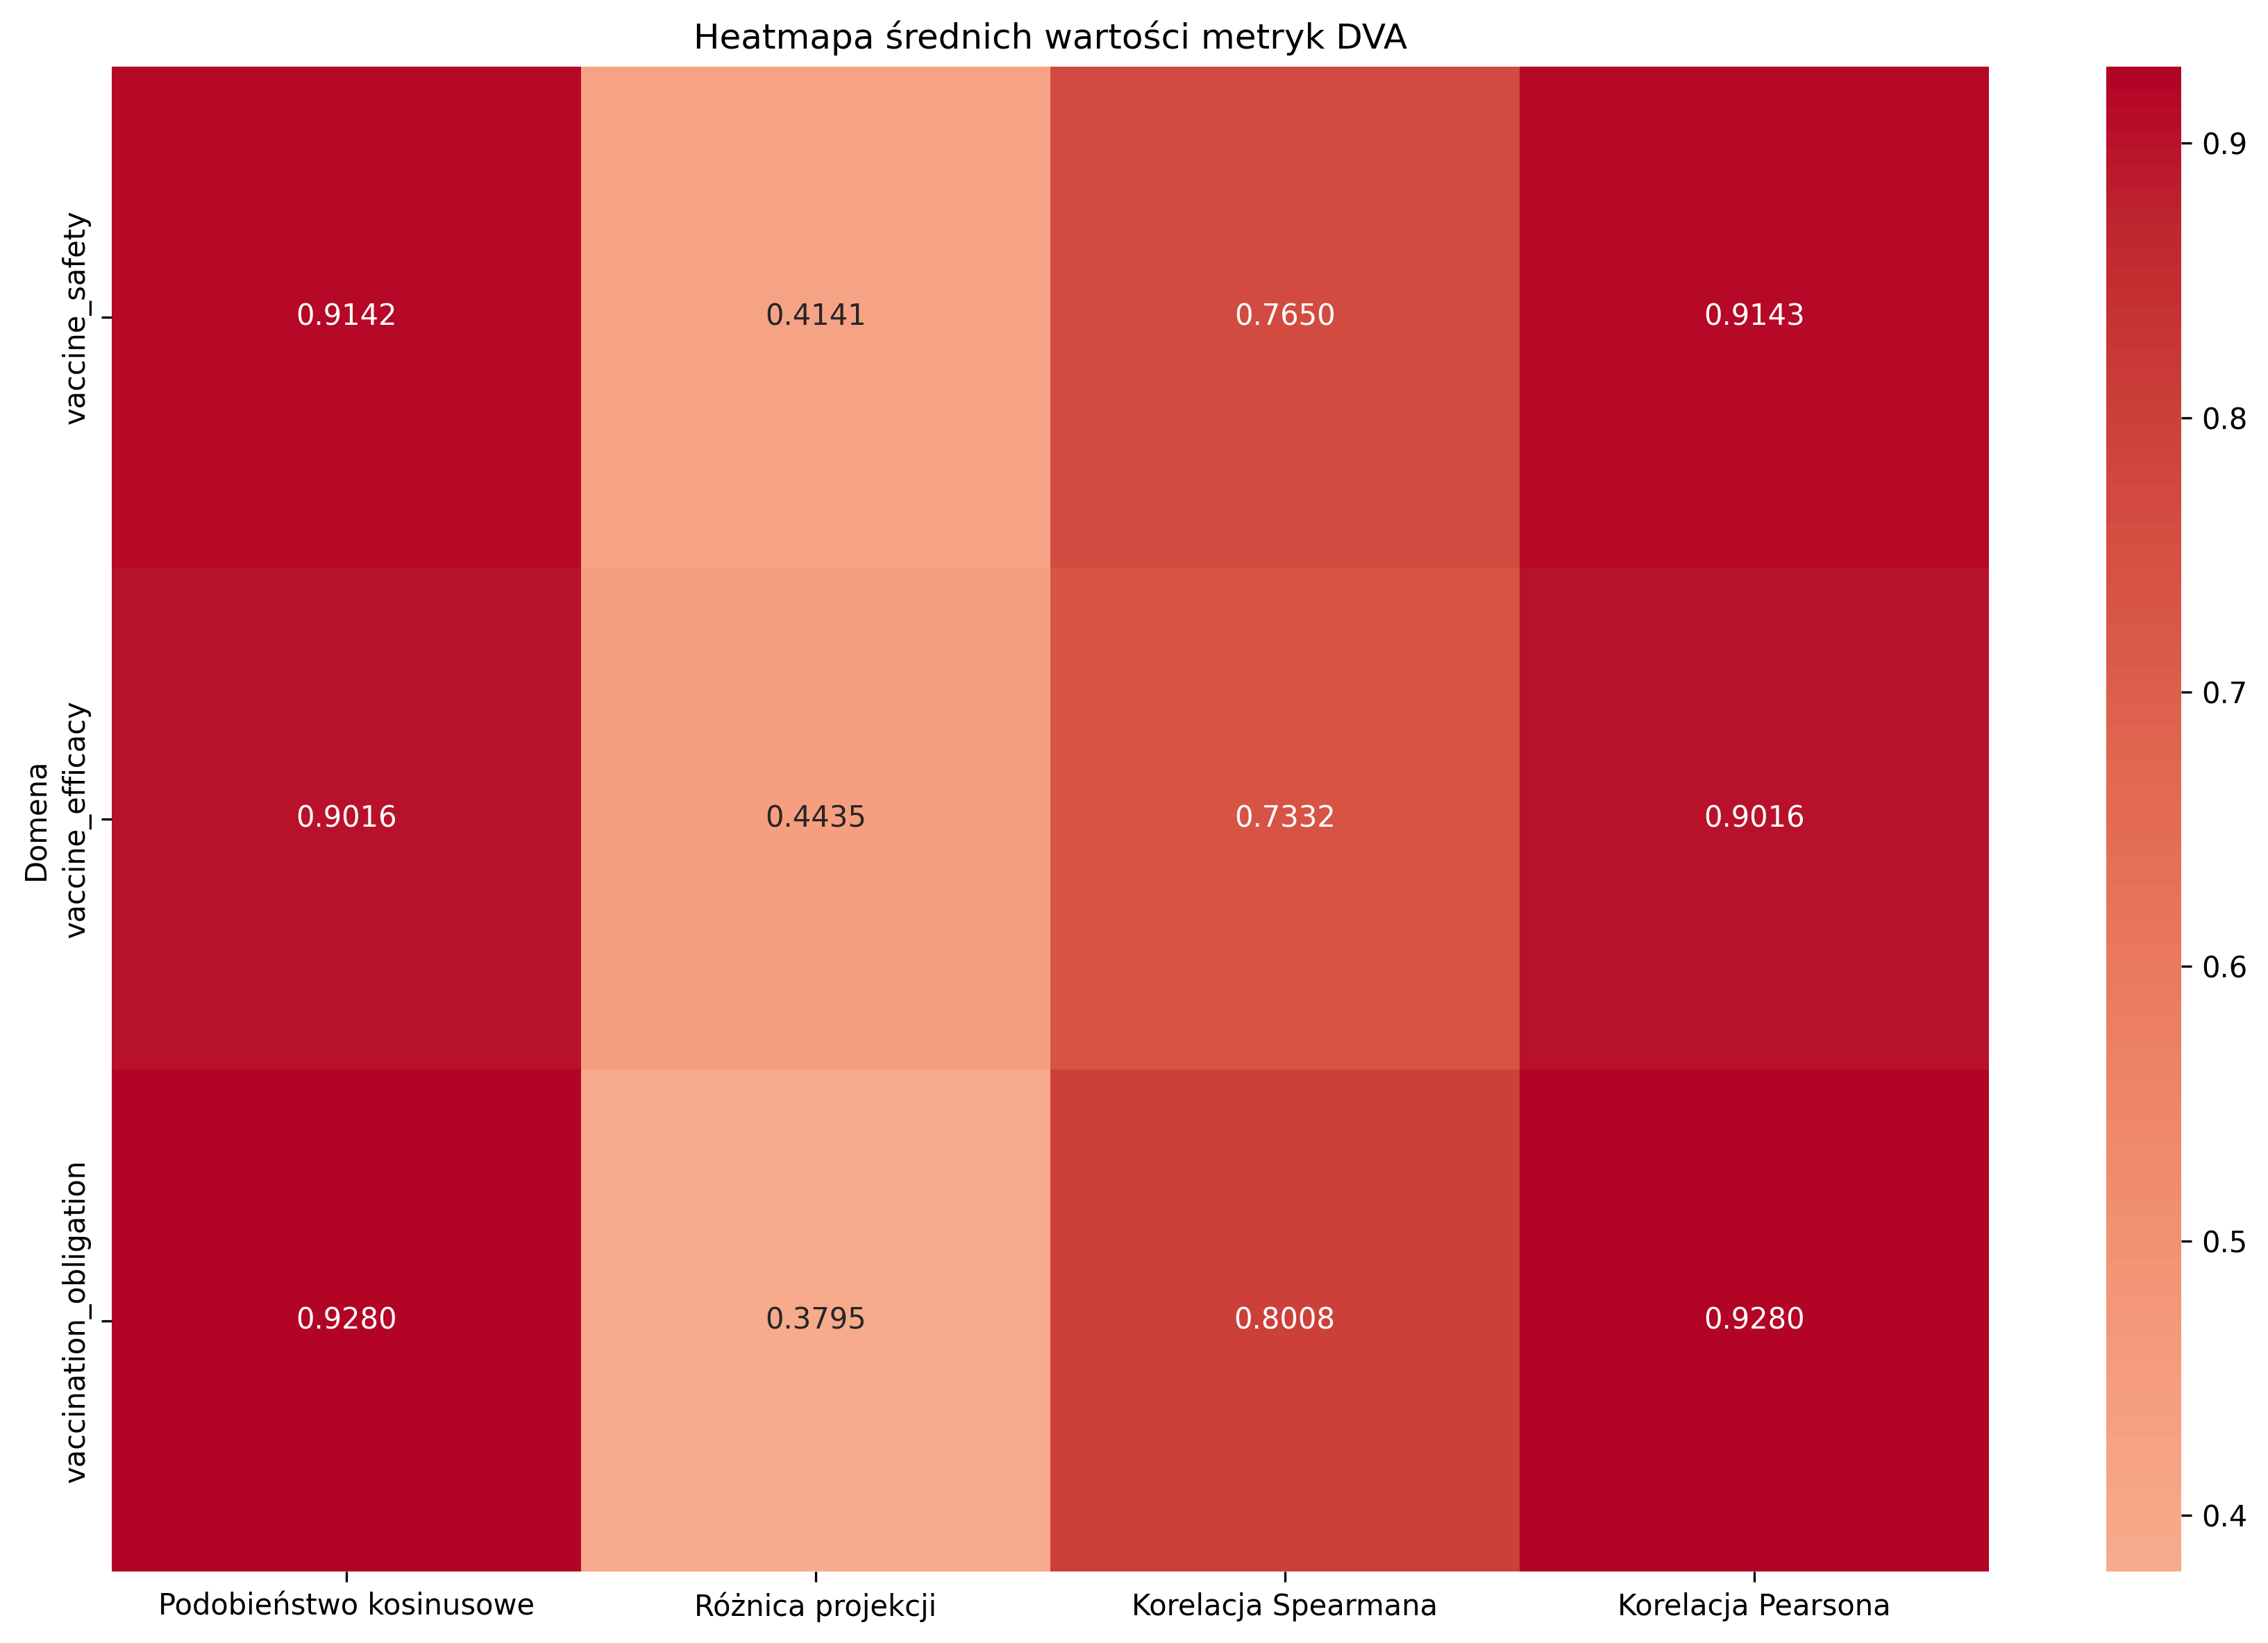 Heatmapa średnich wartości metryk DVA
Domena
vaccine_safety
0.9142 0.4141 0.7650 0.9143
vaccine_efficacy
0.9016 0.4435 0.7332 0.9016
vaccination_obligation
0.9280 0.3795 0.8008 0.9280
Podobieństwo kosinusowe Różnica projekcji Korelacja Spearmana Korelacja Pearsona
0.9
0.8
0.7
0.6
0.5
0.4